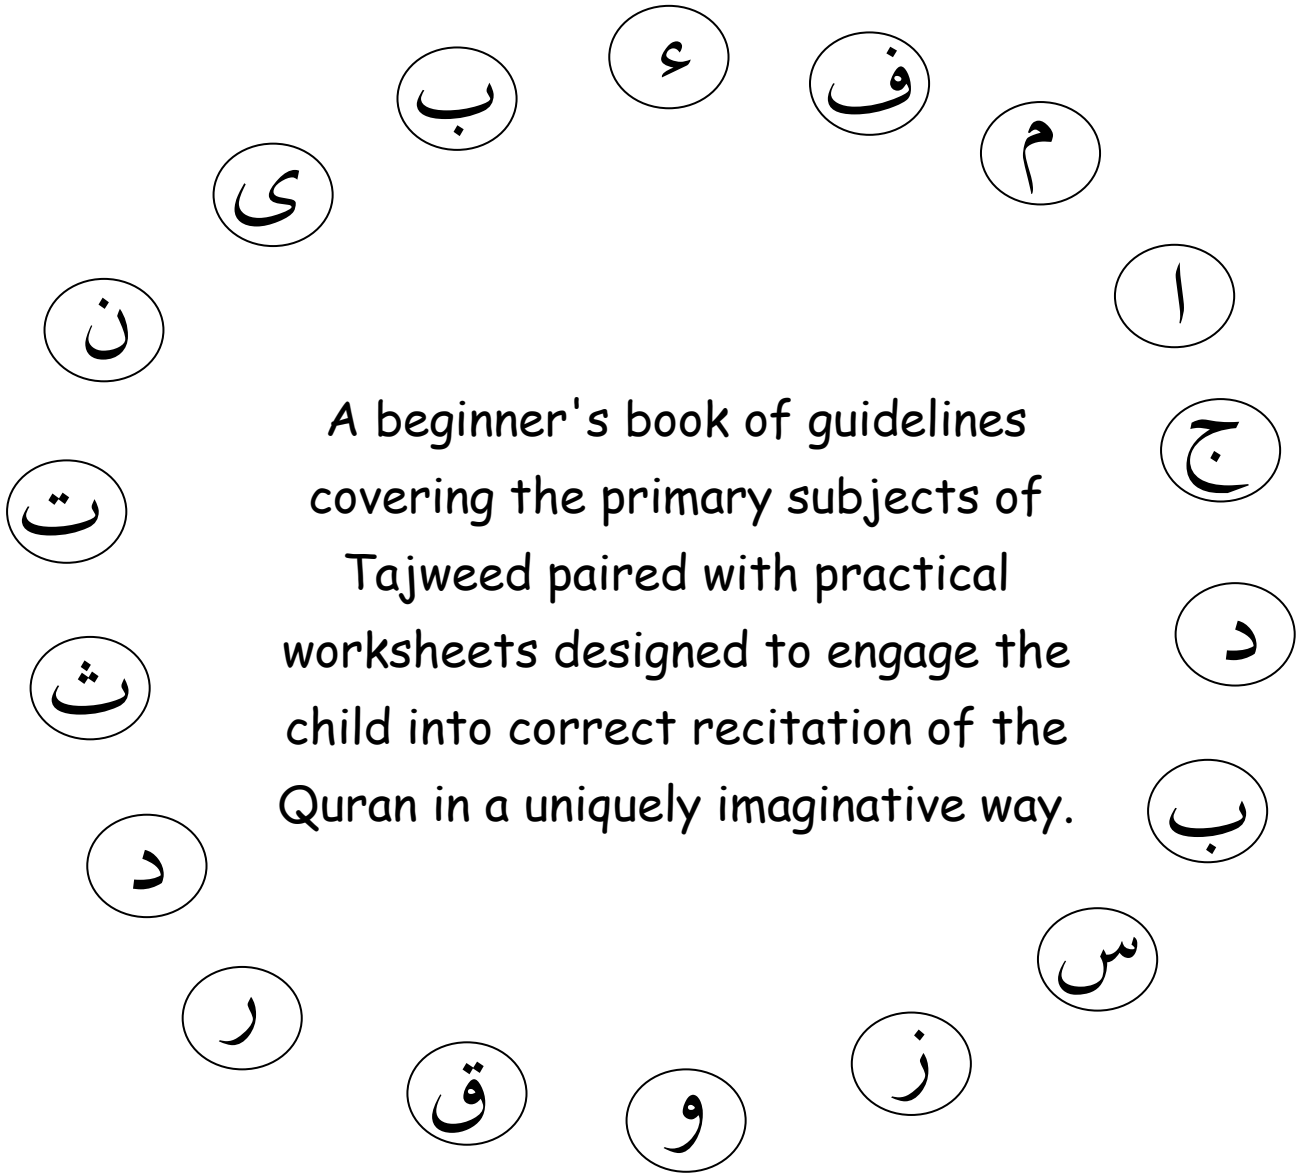 ء
ف
م
ا
ج
د
ب
س
ز
و
ق
ر
د
ث
ت
ن
ى
ب
A beginner's book of guidelines
covering the primary subjects of
Tajweed paired with practical
worksheets designed to engage the
child into correct recitation of the
Quran in a uniquely imaginative way.